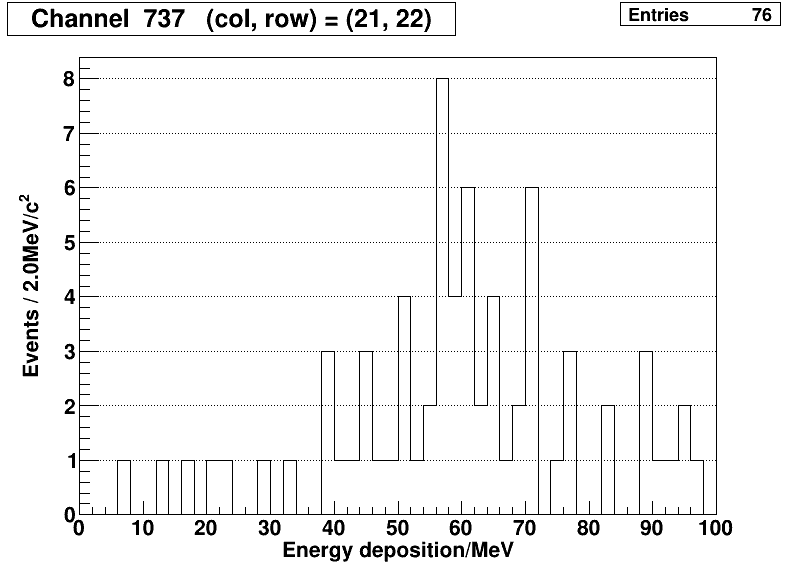 Channel 737 (col, row) = (21, 22)
Entries 76
8
7
6
5
4
3
2
1
0
Events / 2.0MeV/c²
0 10 20 30 40 50 60 70 80 90 100
Energy deposition/MeV